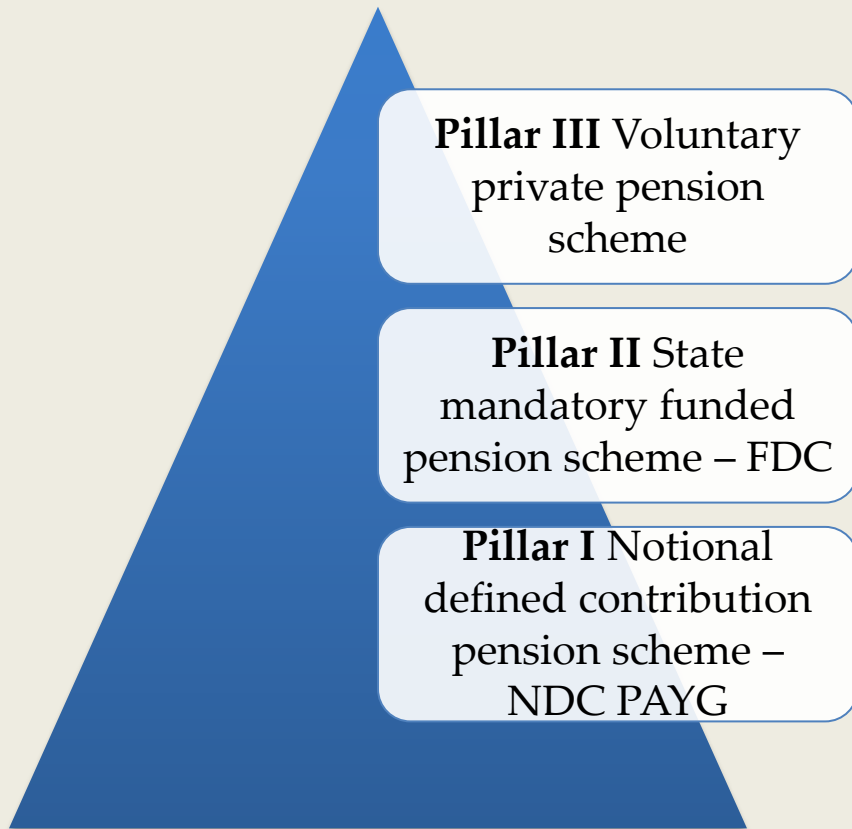 Pillar III Voluntary
private pension
scheme
Pillar II State
mandatory funded
pension scheme – FDC
Pillar I Notional
defined contribution
pension scheme –
NDC PAYG